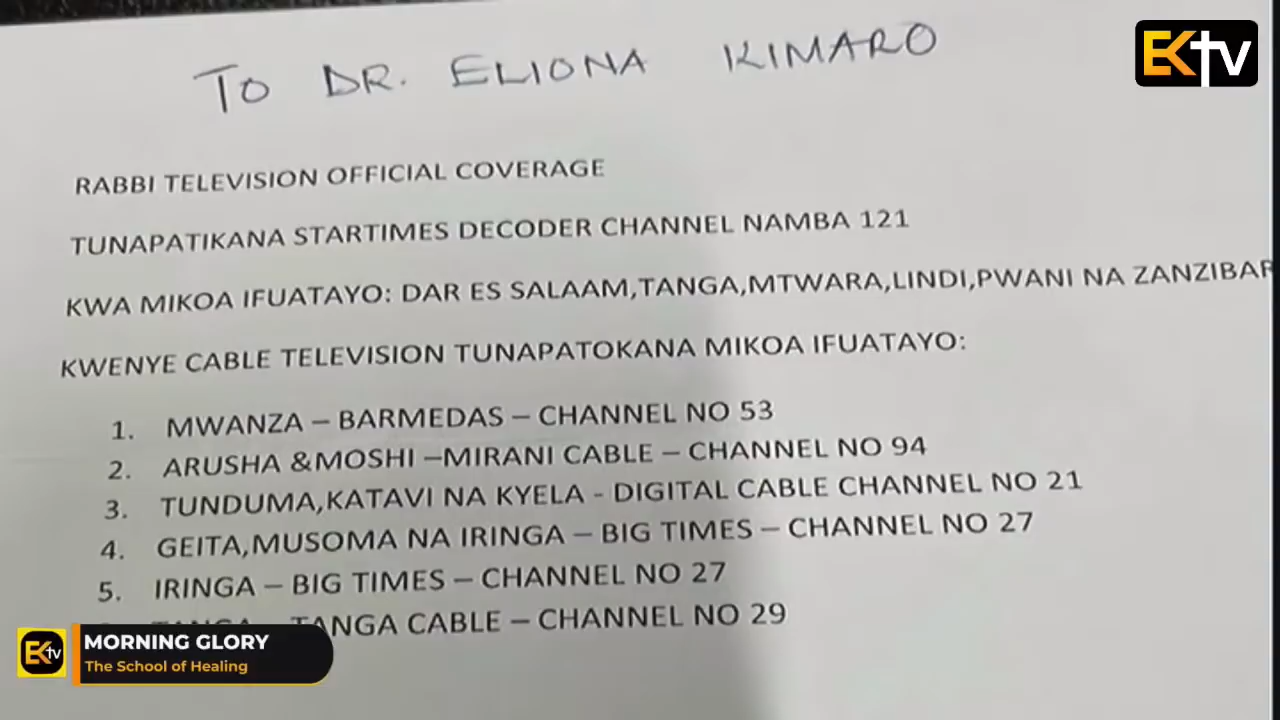 EKtv
TO DR. ELIONA KIMARO
RABBI TELEVISION OFFICIAL COVERAGE
TUNAPATIKANA STARTIMES DECODER CHANNEL NAMBA 121
KWA MIKOA IFUATAYO: DAR ES SALAAM,TANGA,MTWARA,LINDI,PWANI NA ZANZIBAR
KWENYE CABLE TELEVISION TUNAPATOKANA MIKOA IFUATAYO:
1. MWANZA – BARMEDAS – CHANNEL NO 53
2. ARUSHA &MOSHI –MIRANI CABLE – CHANNEL NO 94
3. TUNDUMA,KATAVI NA KYELA - DIGITAL CABLE CHANNEL NO 21
4. GEITA,MUSOMA NA IRINGA – BIG TIMES – CHANNEL NO 27
5. IRINGA – BIG TIMES – CHANNEL NO 27
TANGA – TANGA CABLE – CHANNEL NO 29
EKtv
MORNING GLORY
The School of Healing